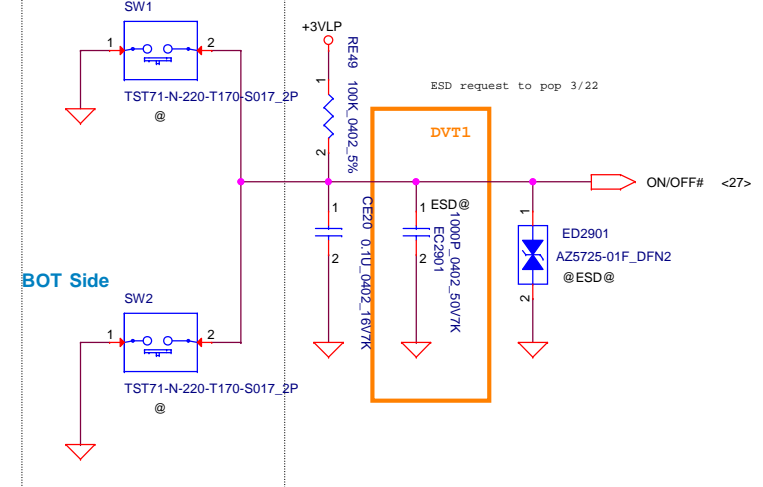 SW1
1
2
TST71-N-220-T170-S017_2P
@
+3VLP
1
RE49 100K_0402_5%
2
ESD request to pop 3/22
DVT1
ON/OFF# <27>
1
CE20 0.1U_0402_16V7K
2
1
ESD@
EC2901
1000P_0402_50V7K
2
1
ED2901
AZ5725-01F_DFN2
@ESD@
2
BOT Side
SW2
1
2
TST71-N-220-T170-S017_2P
@